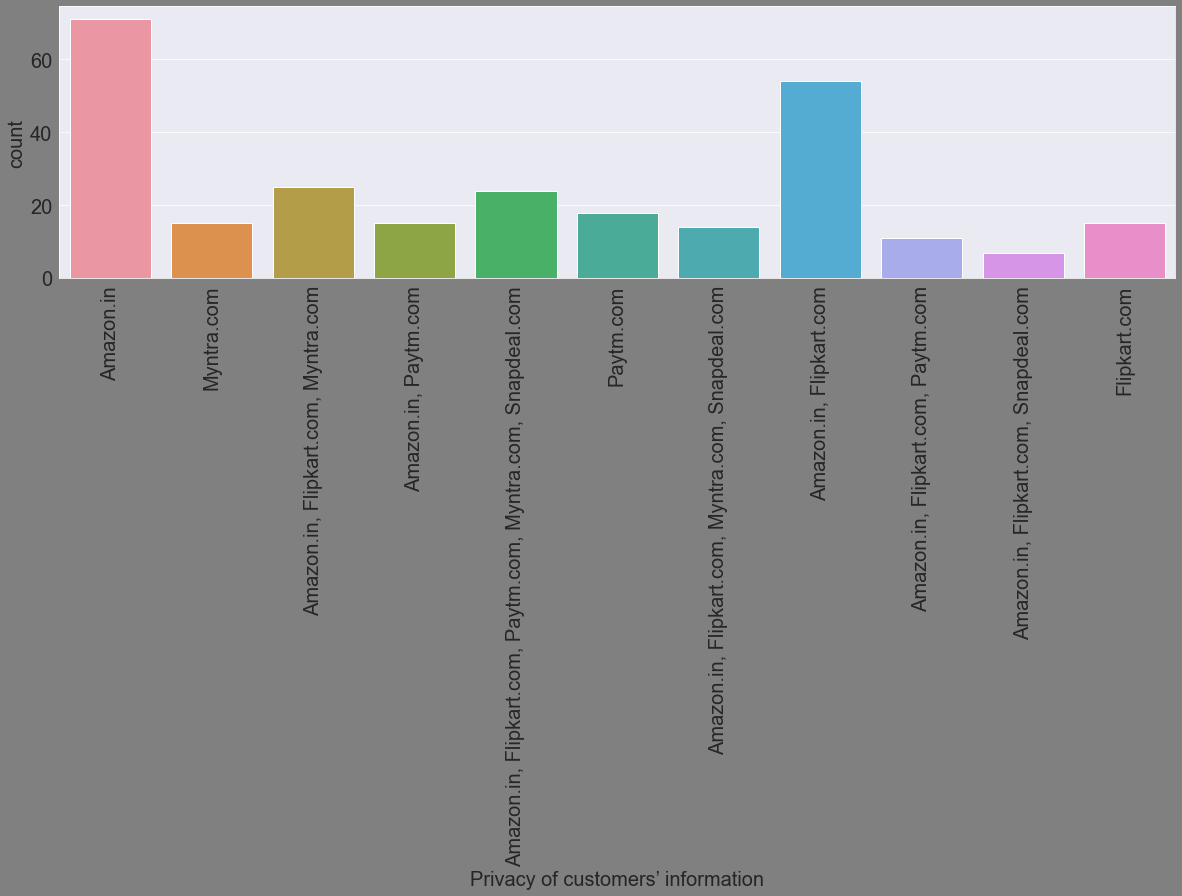 60
40
20
0
count
Amazon.in
Myntra.com
Amazon.in, Flipkart.com, Myntra.com
Amazon.in, Paytm.com
Amazon.in, Flipkart.com, Paytm.com, Myntra.com, Snapdeal.com
Paytm.com
Amazon.in, Flipkart.com, Myntra.com, Snapdeal.com
Amazon.in, Flipkart.com
Amazon.in, Flipkart.com, Paytm.com
Amazon.in, Flipkart.com, Snapdeal.com
Flipkart.com
Privacy of customers’ information